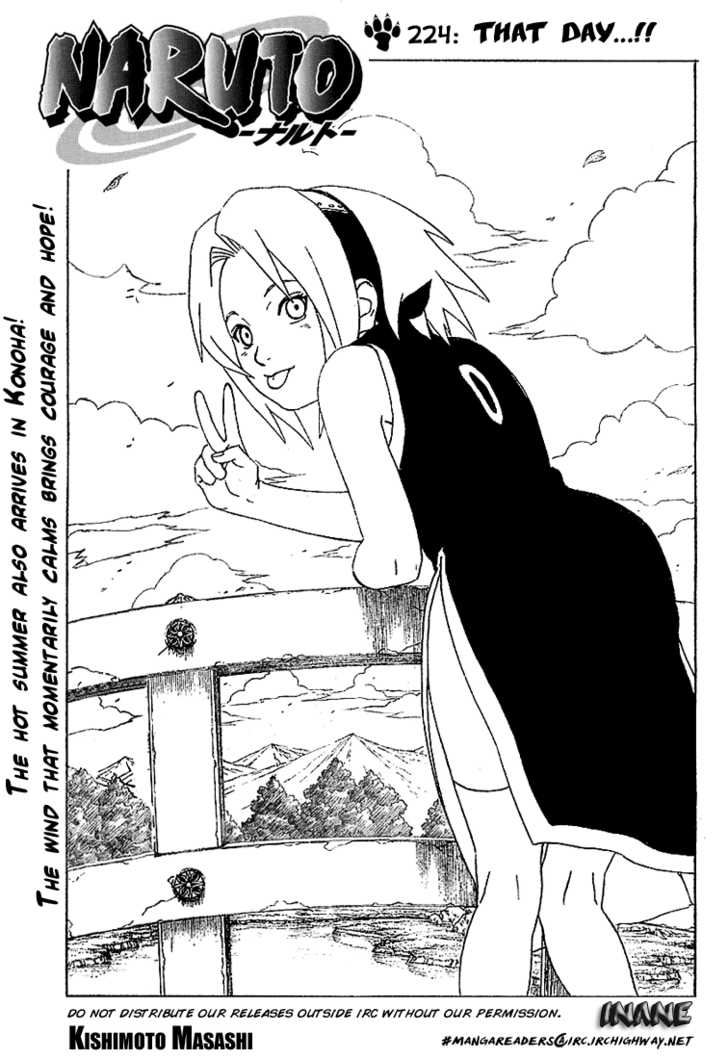 NARUTO
-ナルト-
224: THAT DAY...!!
THE HOT SUMMER ALSO ARRIVES IN KONOHA!
THE WIND THAT MOMENTARILY CALMS BRINGS COURAGE AND HOPE!
DO NOT DISTRIBUTE OUR RELEASES OUTSIDE IRC WITHOUT OUR PERMISSION.
INANE
KISHIMOTO MASASHI
#MANGAREADERS@IRC.IRCHIGHWAY.NET